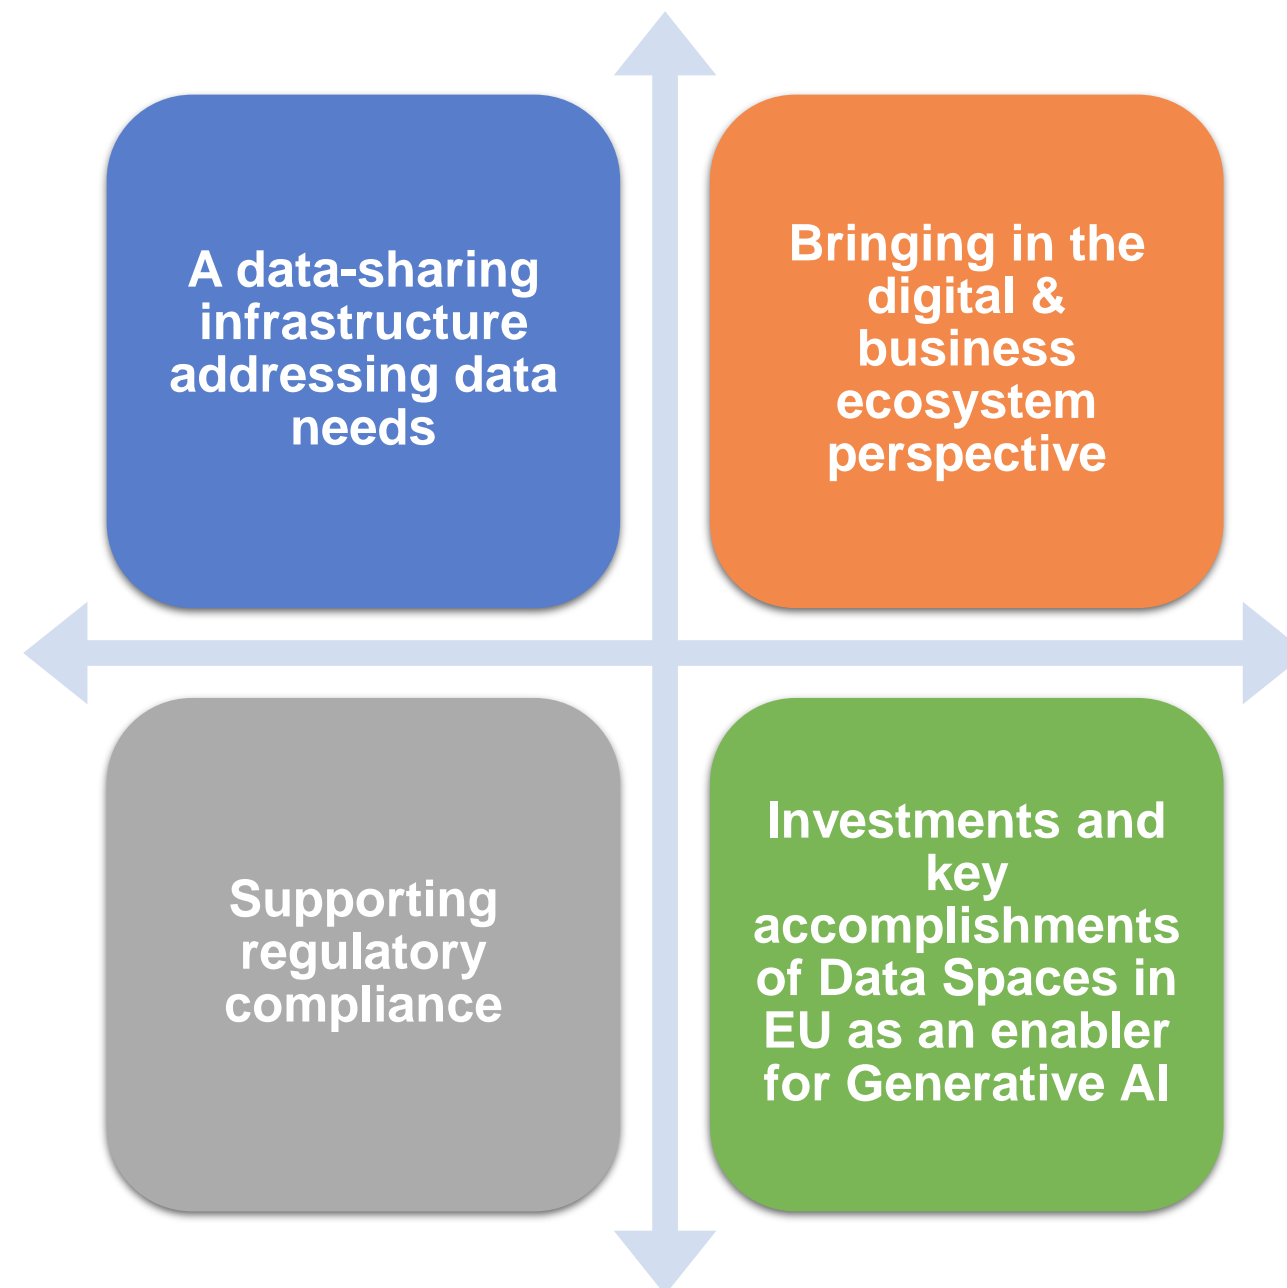 A data-sharing
infrastructure
addressing data
needs
Bringing in the
digital &
business
ecosystem
perspective
Supporting
regulatory
compliance
Investments and
key
accomplishments
of Data Spaces in
EU as an enabler
for Generative AI